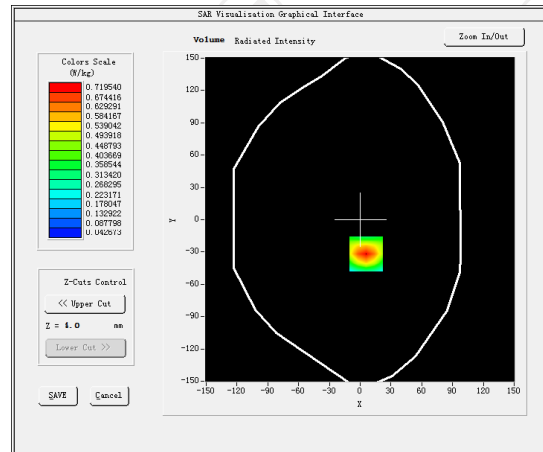 SAR Visualisation Graphical Interface
Volume Radiated Intensity
Zoom In/Out
Colors Scale
(W/kg)
0.719540
0.674416
0.629291
0.584167
0.539042
0.493918
0.448793
0.403669
0.358544
0.313420
0.268295
0.223171
0.178047
0.132922
0.087798
0.042673
150
120
90
60
30
0
-30
-60
-90
-120
-150
Y
-150 -120 -90 -60 -30 0 30 60 90 120 150
X
Z-Cuts Control
<< Upper Cut
Z = 4.0 mm
Lower Cut >>
SAVE
Cancel